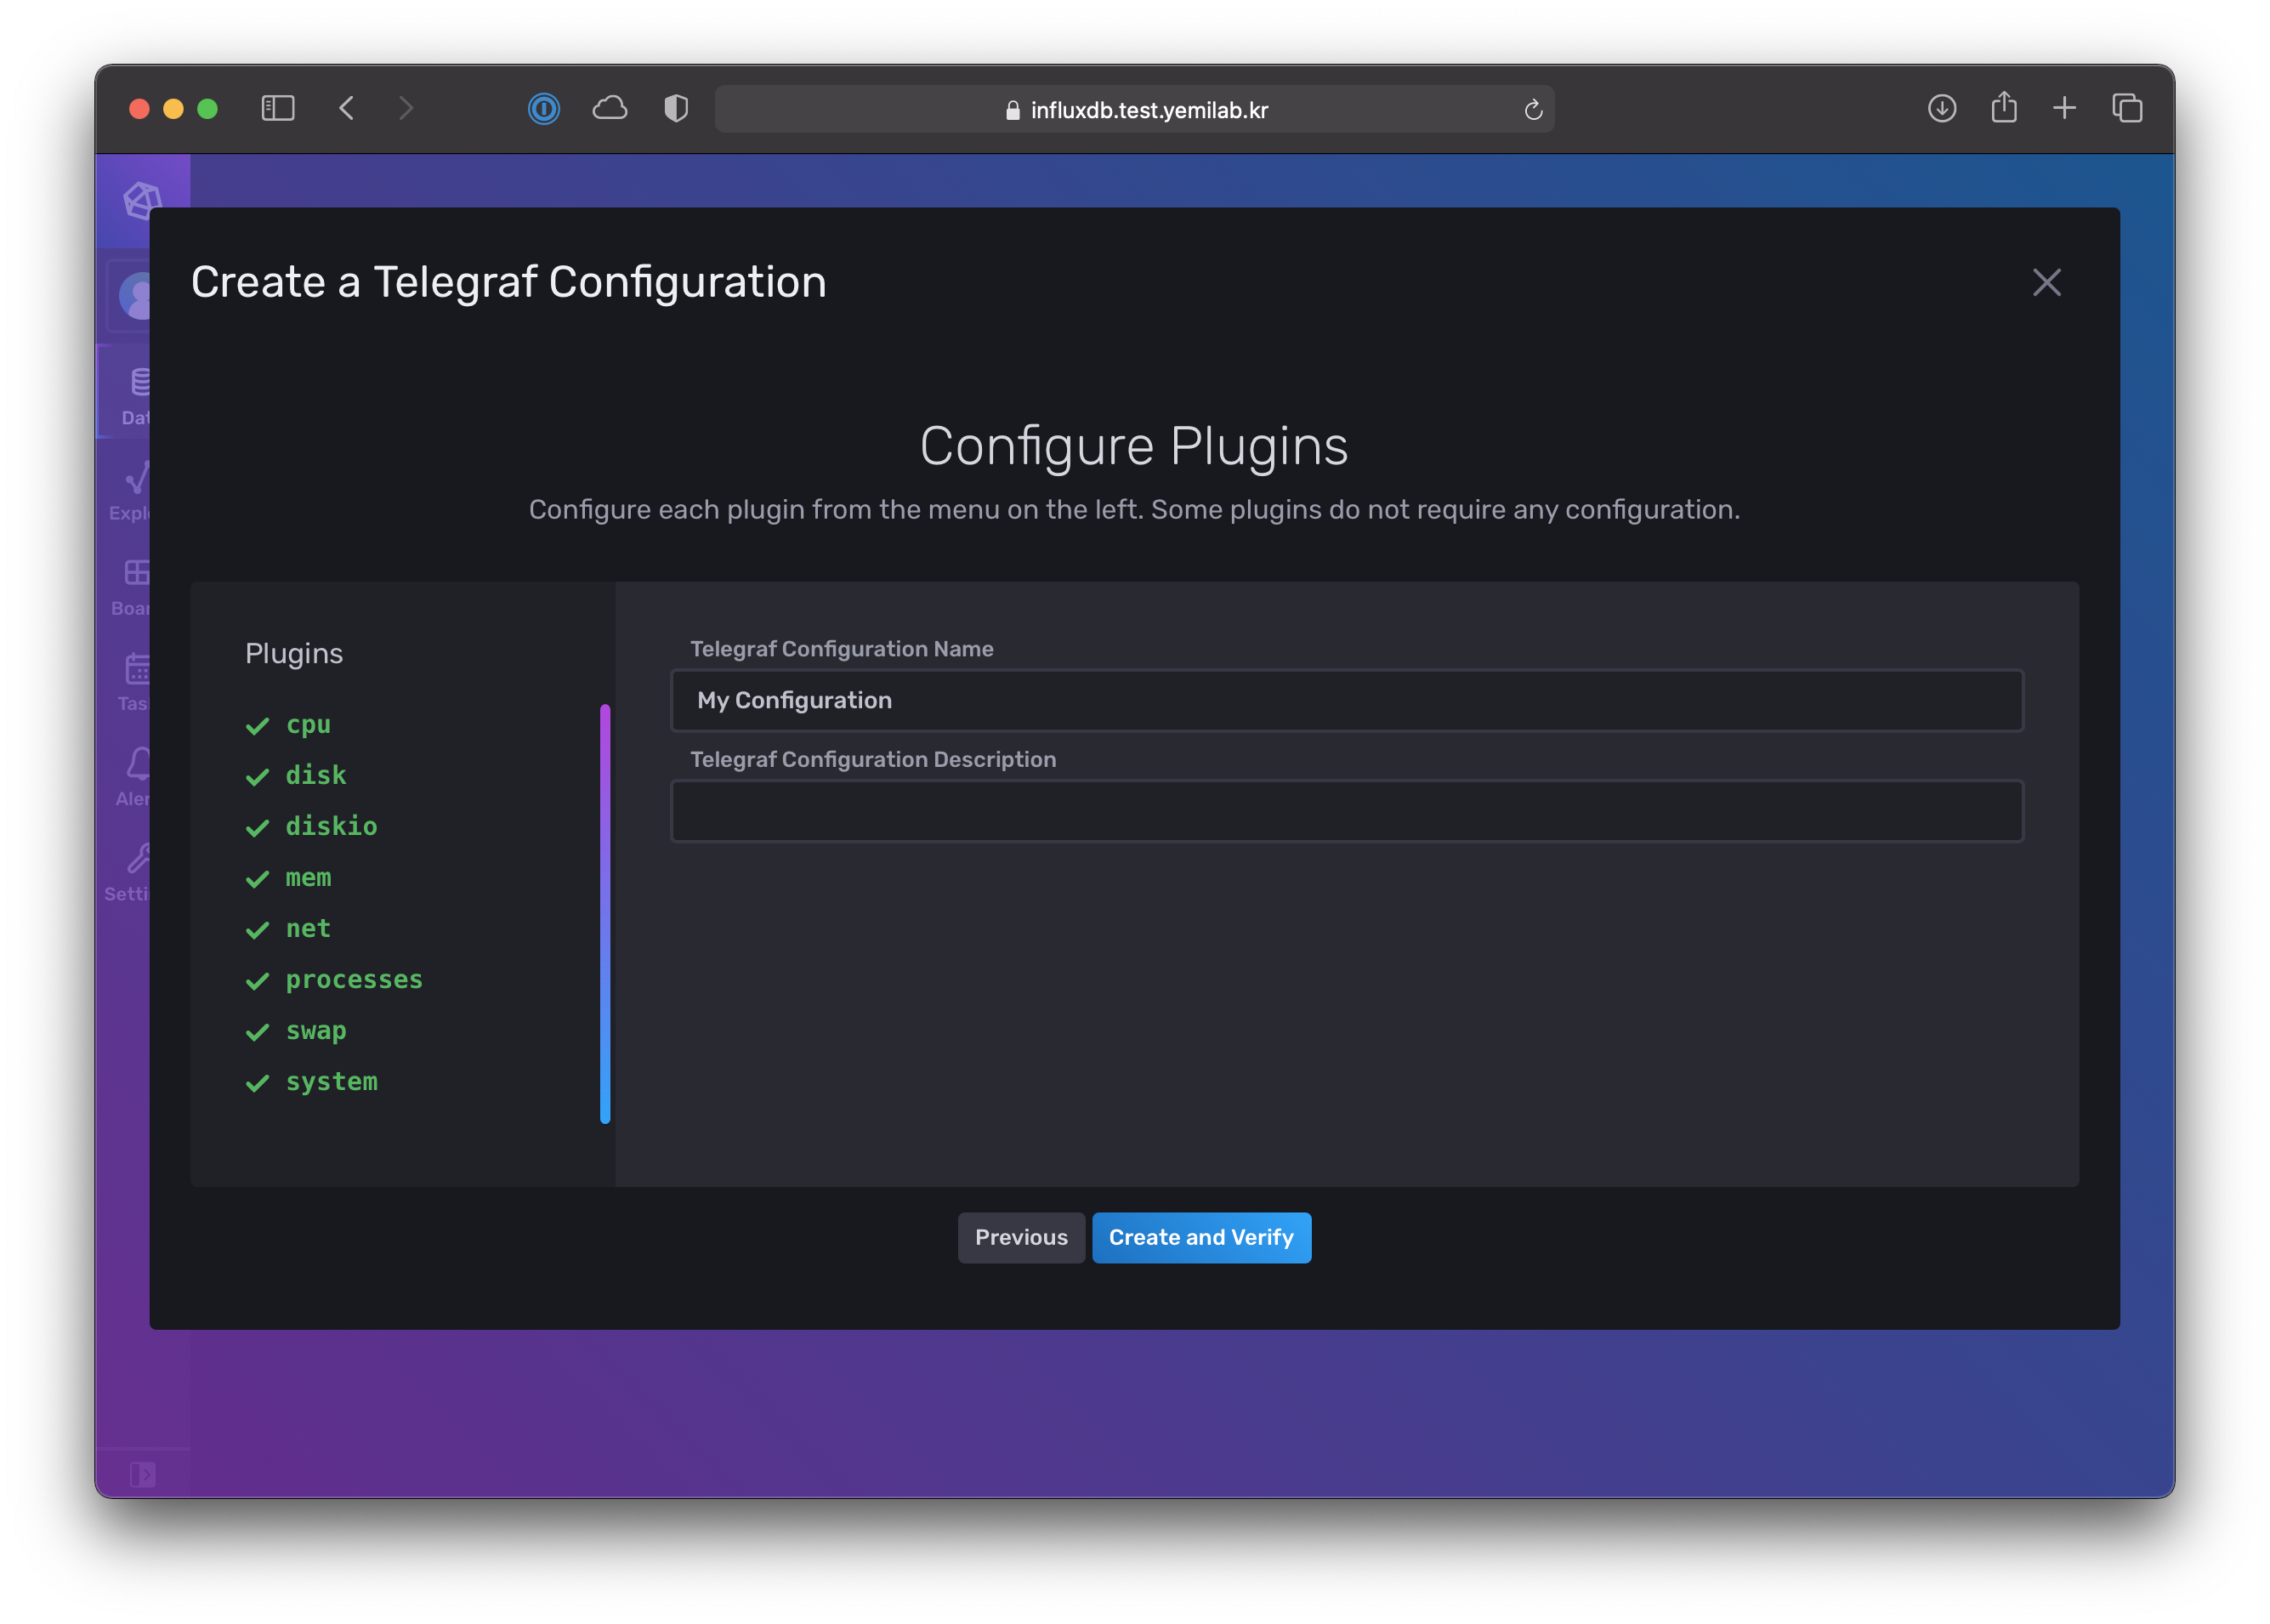 influxdb.test.yemilab.kr
Create a Telegraf Configuration
Configure Plugins
Configure each plugin from the menu on the left. Some plugins do not require any configuration.
Dat
Expl
Boar
Tas
Aler
Setti
Plugins
cpu
disk
diskio
mem
net
processes
swap
system
Telegraf Configuration Name
My Configuration
Telegraf Configuration Description
Previous
Create and Verify